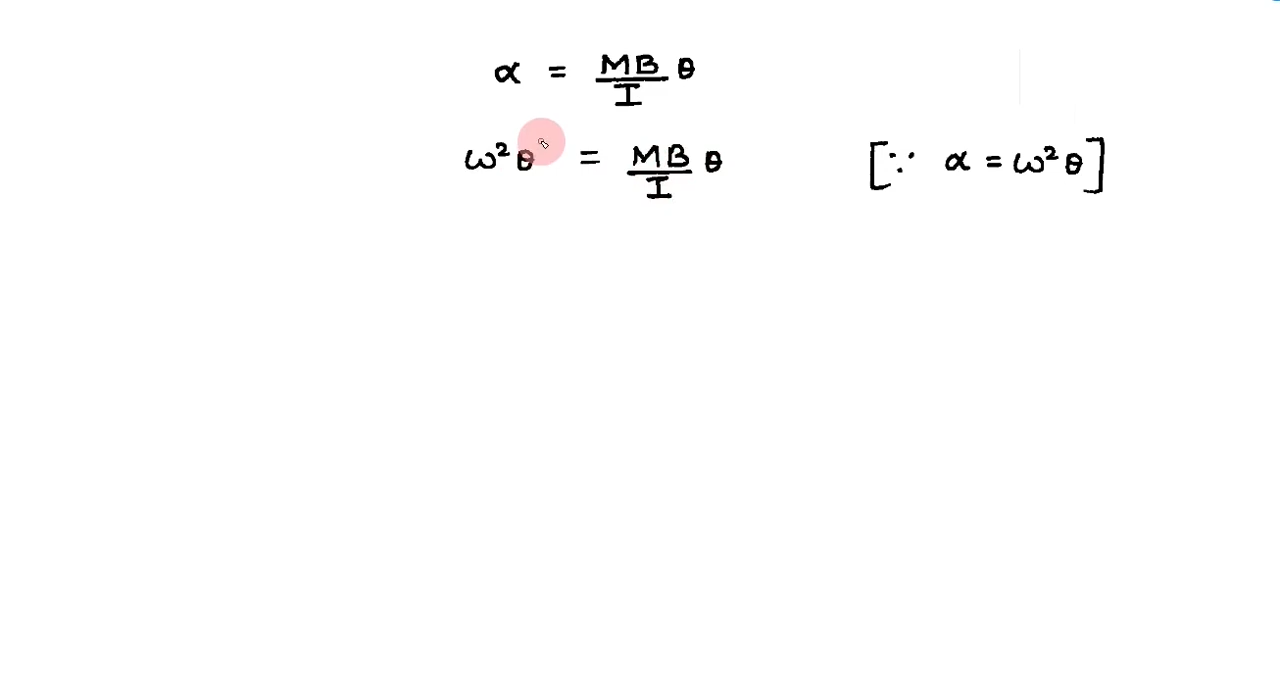 α = MB/I θ
ω²θ = MB/I θ [∵ α = ω²θ]